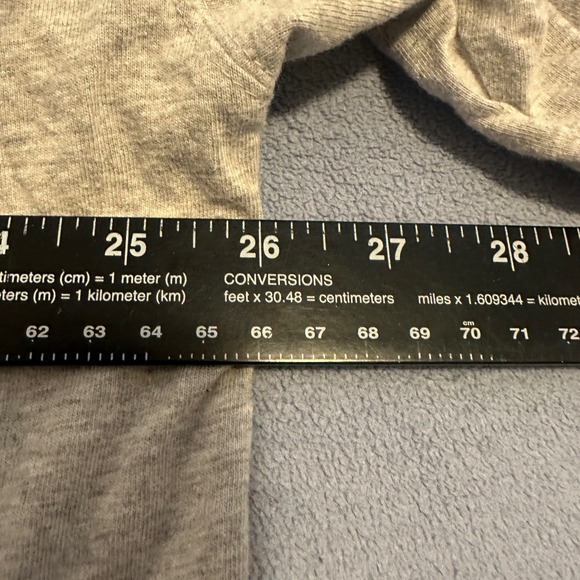 4 25 26 27 28
timeters (cm) = 1 meter (m) CONVERSIONS
ters (m) = 1 kilometer (km) feet x 30.48 = centimeters miles x 1.609344 = kilomet
cm
62 63 64 65 66 67 68 69 70 71 72